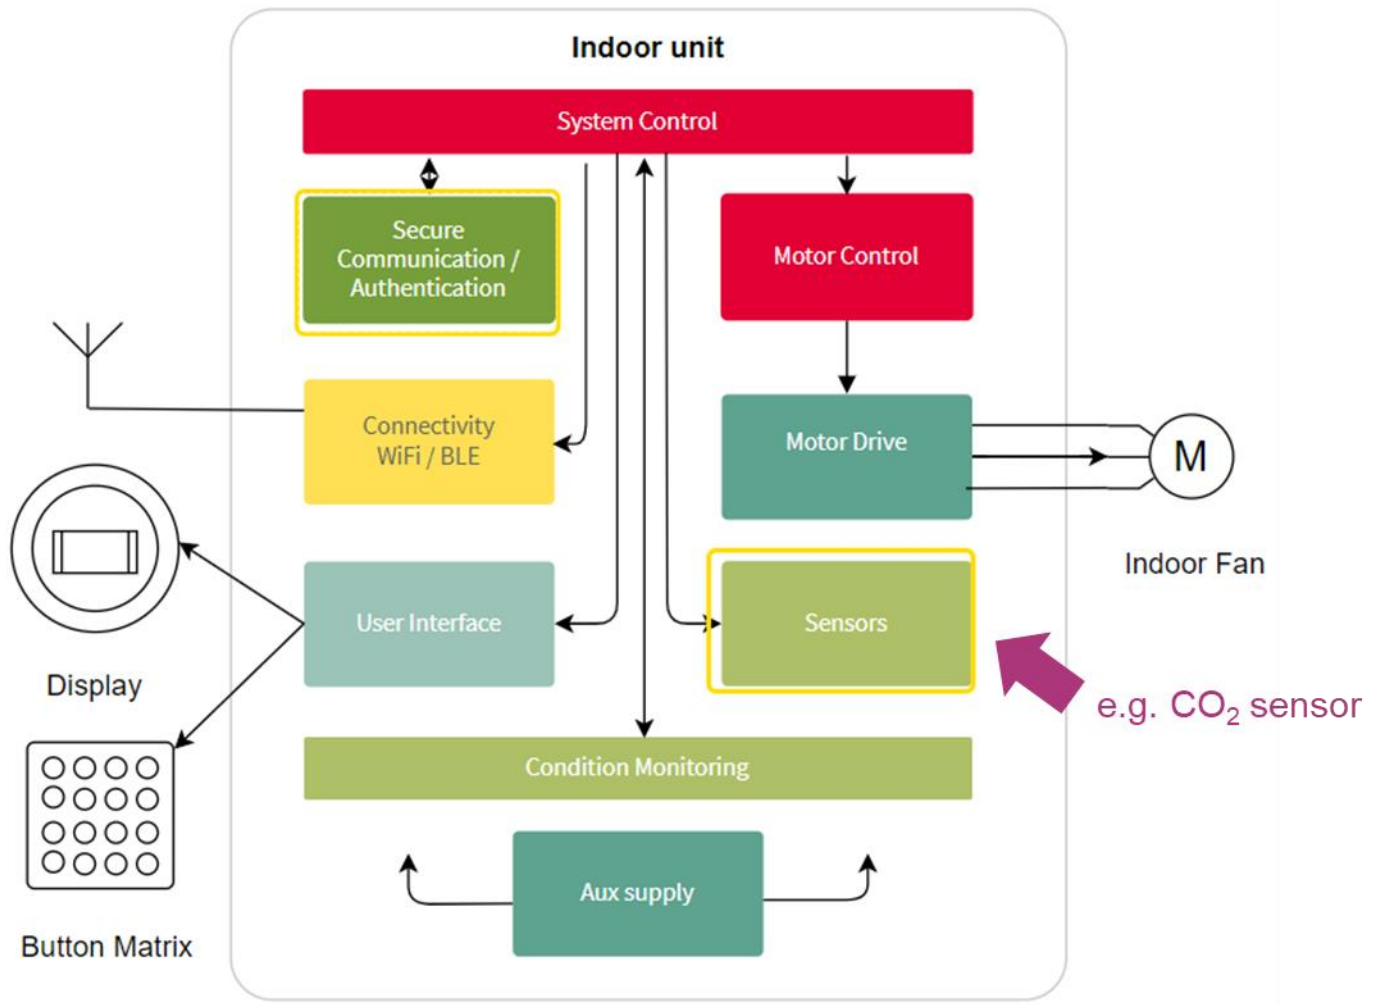 Indoor unit
System Control
Secure
Communication /
Authentication
Motor Control
Connectivity
WiFi / BLE
Motor Drive
M
Indoor Fan
User Interface
Sensors
Display
e.g. CO₂ sensor
Condition Monitoring
Aux supply
Button Matrix